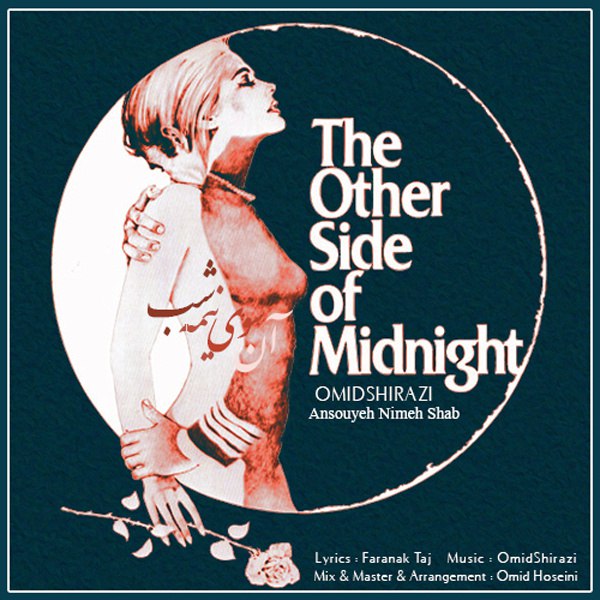 The
Other
Side
of
Midnight
آن سوی نیمه شب
OMIDSHIRAZI
Ansouyeh Nimeh Shab
Lyrics : Faranak Taj Music : OmidShirazi
Mix & Master & Arrangement : Omid Hoseini